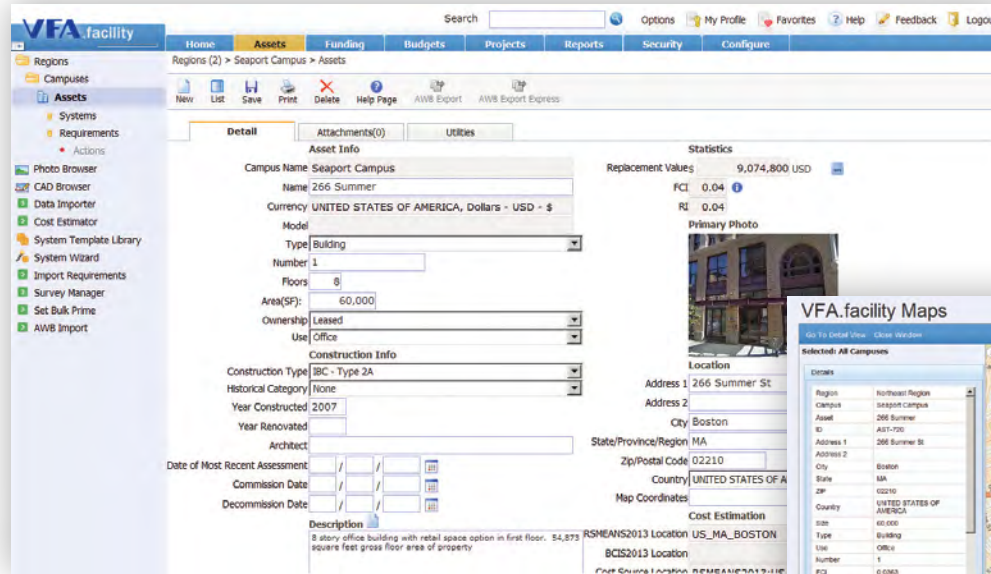 VFA.facility
Search
Options My Profile Favorites ? Help Feedback Logou
Home Assets Funding Budgets Projects Reports Security Configure
Regions (2) > Seaport Campus > Assets
Regions
Campuses
Assets
Systems
Requirements
Actions
Photo Browser
CAD Browser
Data Importer
Cost Estimator
System Template Library
System Wizard
Import Requirements
Survey Manager
Set Bulk Prime
AWB Import
New List Save Print Delete Help Page AWB Export AWB Export Express
Detail Attachments(0) Utilties
Asset Info
Campus Name Seaport Campus
Name 266 Summer
Currency UNITED STATES OF AMERICA, Dollars - USD - $
Model
Type Building
Number 1
Floors 8
Area(SF): 60,000
Ownership Leased
Use Office
Construction Info
Construction Type IBC - Type 2A
Historical Category None
Year Constructed 2007
Year Renovated
Architect
Date of Most Recent Assessment / /
Commission Date / /
Decommission Date / /
Description
8 story office building with retail space option in first floor. 54,873
square feet gross floor area of property
Statistics
Replacement Values 9,074,800 USD
FCI 0.04
RI 0.04
Primary Photo
Location
Address 1 266 Summer St
Address 2
City Boston
State/Province/Region MA
Zip/Postal Code 02210
Country UNITED STATES OF A
Map Coordinates
Cost Estimation
RSMEANS2013 Location US_MA_BOSTON
BCIS2013 Location
Cost Source Location RSMEANS2013:US
VFA.facility Maps
Go To Detail View Close Window
Selected: All Campuses
Details
Region Northeast Region
Campus Seaport Campus
Asset 266 Summer
ID AST-720
Address 1 266 Summer St
Address 2
City Boston
State MA
ZIP 02210
Country UNITED STATES OF
AMERICA
Size 60,000
Type Building
Use Office
Number 1
FCI 0.0363